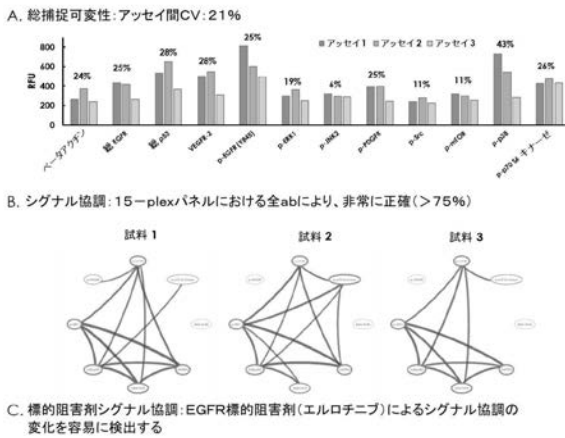 A. 総捕捉可変性：アッセイ間CV：21%
アッセイ1 アッセイ2 アッセイ3
RFU
800
600
400
200
0
24%
25%
28%
28%
25%
19%
6%
25%
11%
11%
43%
26%
ベータアクチン
総 EGFR
総 p53
VEGFR-2
p-EGFR (Y845)
p-ERK1
p-JNK2
p-PDGFR
p-Src
p-mTOR
p-p38
p-p70 S6 キナーゼ
B. シグナル協調：15－plexパネルにおける全abにより、非常に正確（>75%）
試料 1
試料 2
試料 3
C. 標的阻害剤シグナル協調：EGFR標的阻害剤（エルロチニブ）によるシグナル協調の
変化を容易に検出する